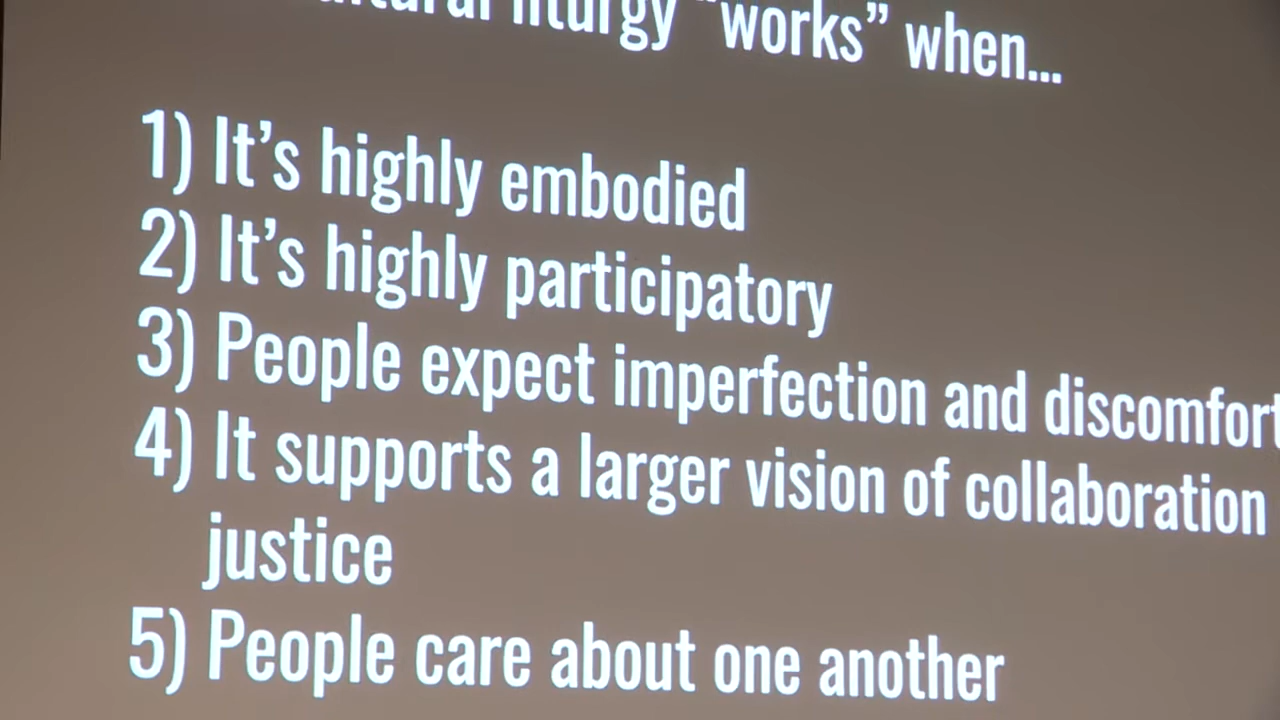 liturgy “works” when...
1) It’s highly embodied
2) It’s highly participatory
3) People expect imperfection and discomfort
4) It supports a larger vision of collaboration
justice
5) People care about one another